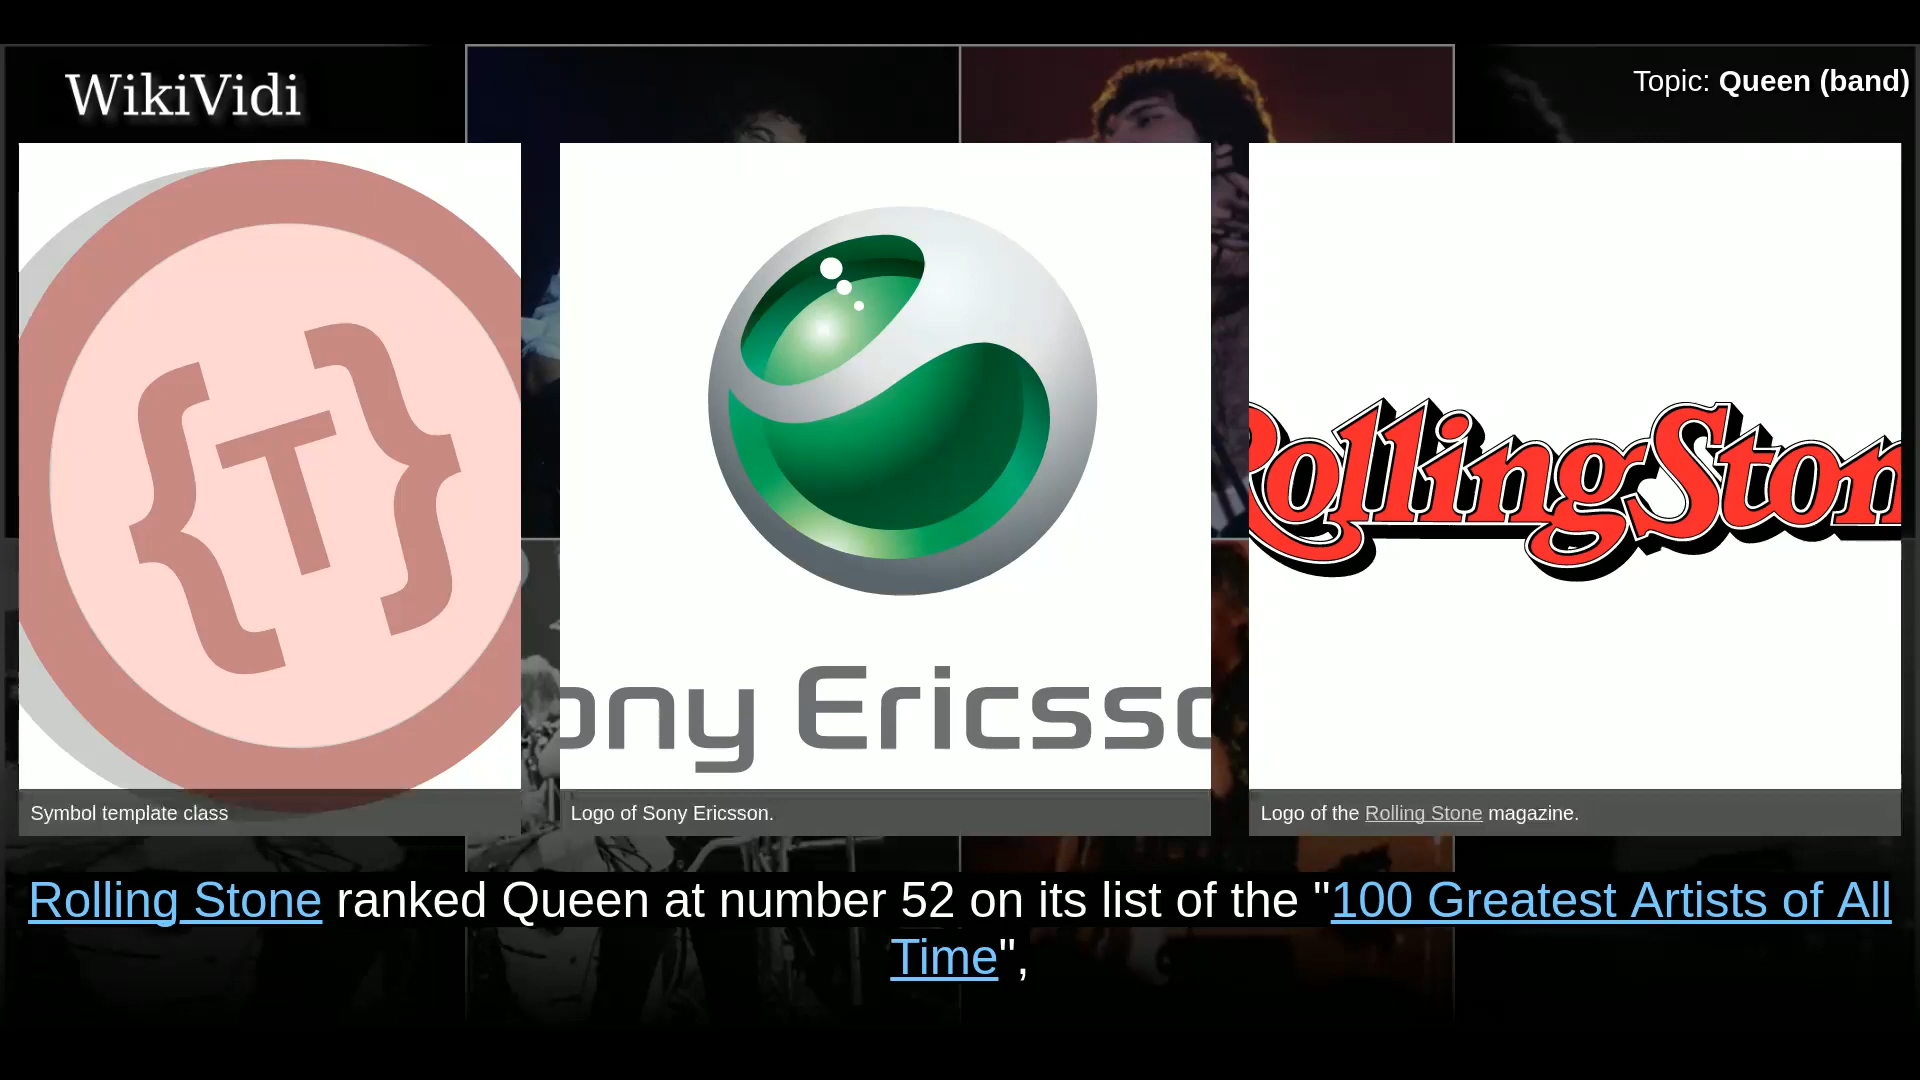 WikiVidi
Topic: Queen (band)
{T}
ony Ericsso
RollingSton
Symbol template class
Logo of Sony Ericsson.
Logo of the Rolling Stone magazine.
Rolling Stone ranked Queen at number 52 on its list of the "100 Greatest Artists of All
Time",